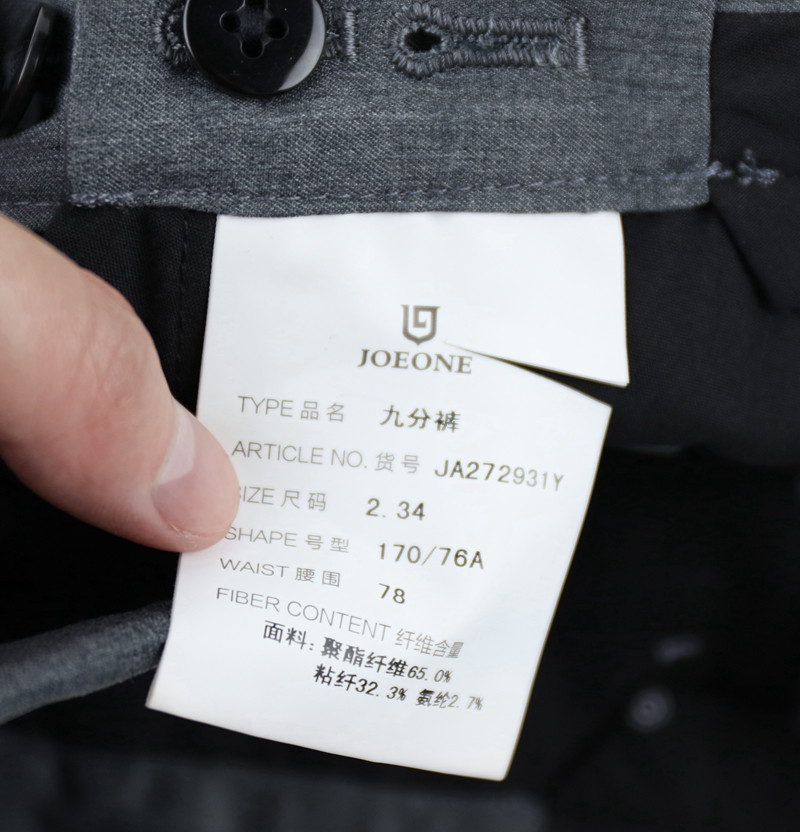 JOEONE
TYPE 品名 九分裤
ARTICLE NO. 货号 JA272931Y
SIZE 尺码 2.34
SHAPE 号型 170/76A
WAIST 腰围 78
FIBER CONTENT 纤维含量
面料: 聚酯纤维65.0%
粘纤32.3% 氨纶2.7%